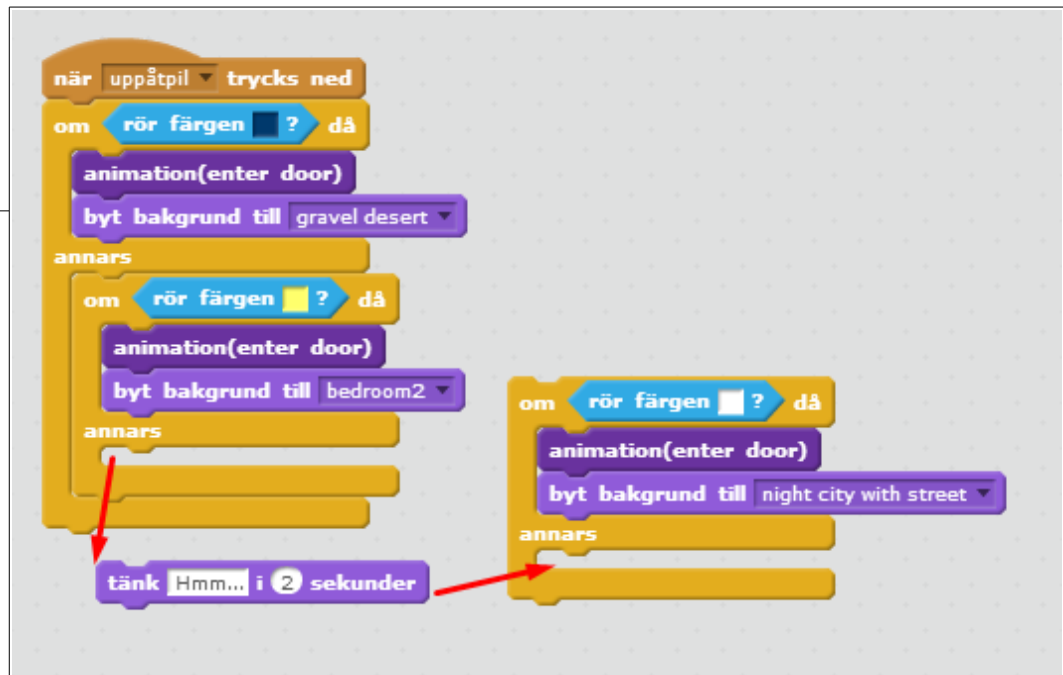 när uppåtpil trycks ned
om rör färgen ? då
animation(enter door)
byt bakgrund till gravel desert
annars
om rör färgen ? då
animation(enter door)
byt bakgrund till bedroom2
annars
tänk Hmm... i 2 sekunder
om rör färgen ? då
animation(enter door)
byt bakgrund till night city with street
annars